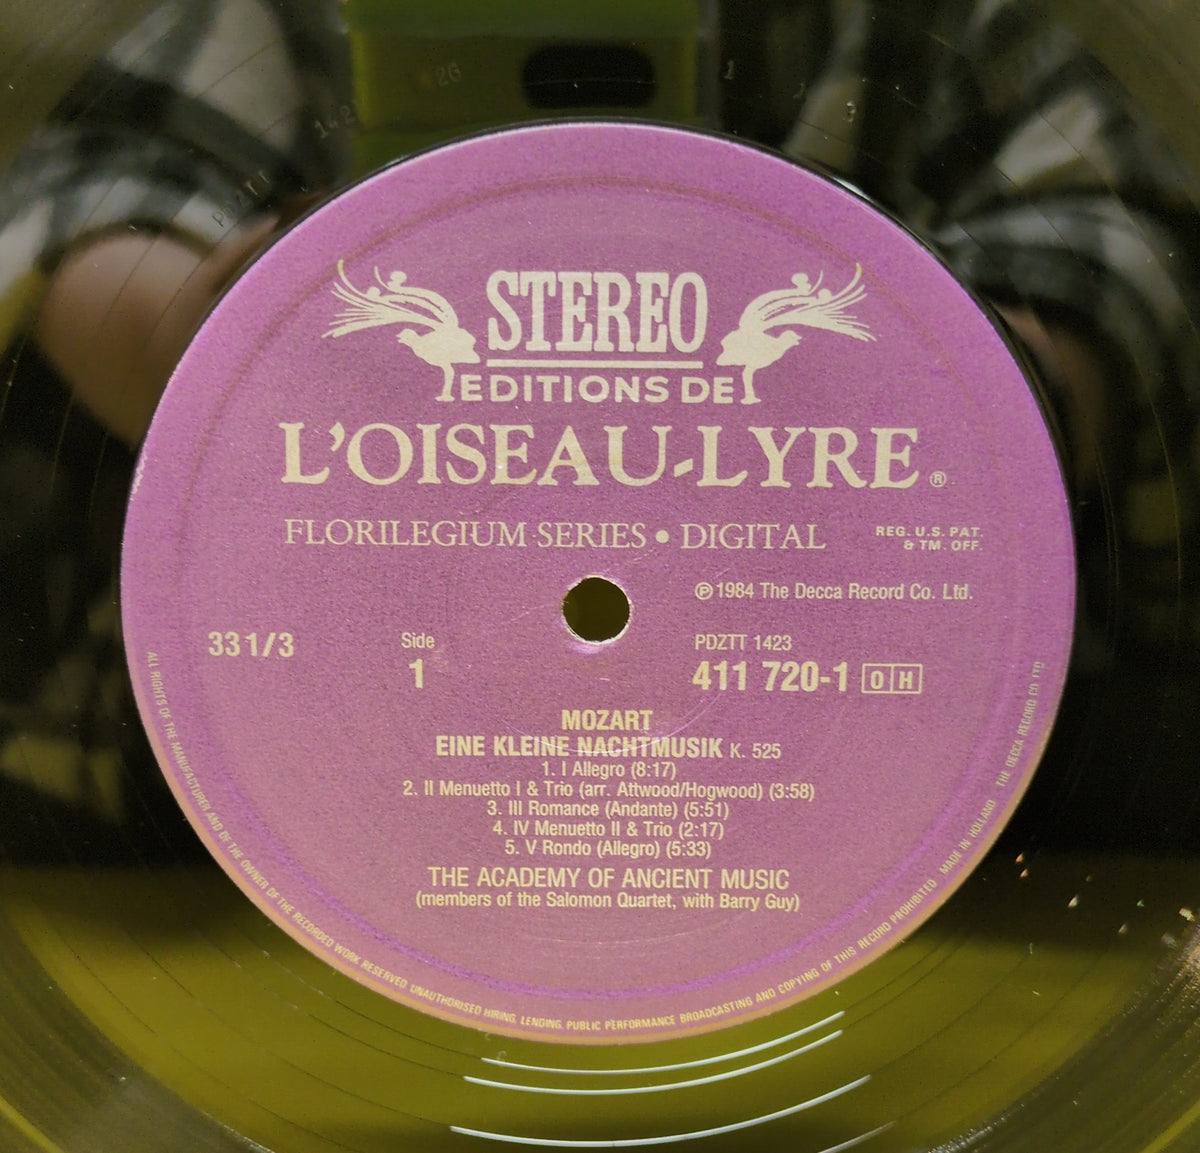 STEREO
EDITIONS DE
L'OISEAU-LYRE ®
FLORILEGIUM SERIES • DIGITAL
REG. U.S. PAT.
& TM. OFF.
℗ 1984 The Decca Record Co. Ltd.
33 1/3
Side
1
PDZTT 1423
411 720-1 O H
MOZART
EINE KLEINE NACHTMUSIK K. 525
1. I Allegro (8:17)
2. II Menuetto I & Trio (arr. Attwood/Hogwood) (3:58)
3. III Romance (Andante) (5:51)
4. IV Menuetto II & Trio (2:17)
5. V Rondo (Allegro) (5:33)
THE ACADEMY OF ANCIENT MUSIC
(members of the Salomon Quartet, with Barry Guy)
ALL RIGHTS OF THE MANUFACTURER AND OF THE OWNER OF THE RECORDED WORK RESERVED. UNAUTHORISED HIRING, LENDING, PUBLIC PERFORMANCE BROADCASTING AND COPYING OF THIS RECORD PROHIBITED MADE IN HOLLAND THE DECCA RECORD CO LTD
PDZTT